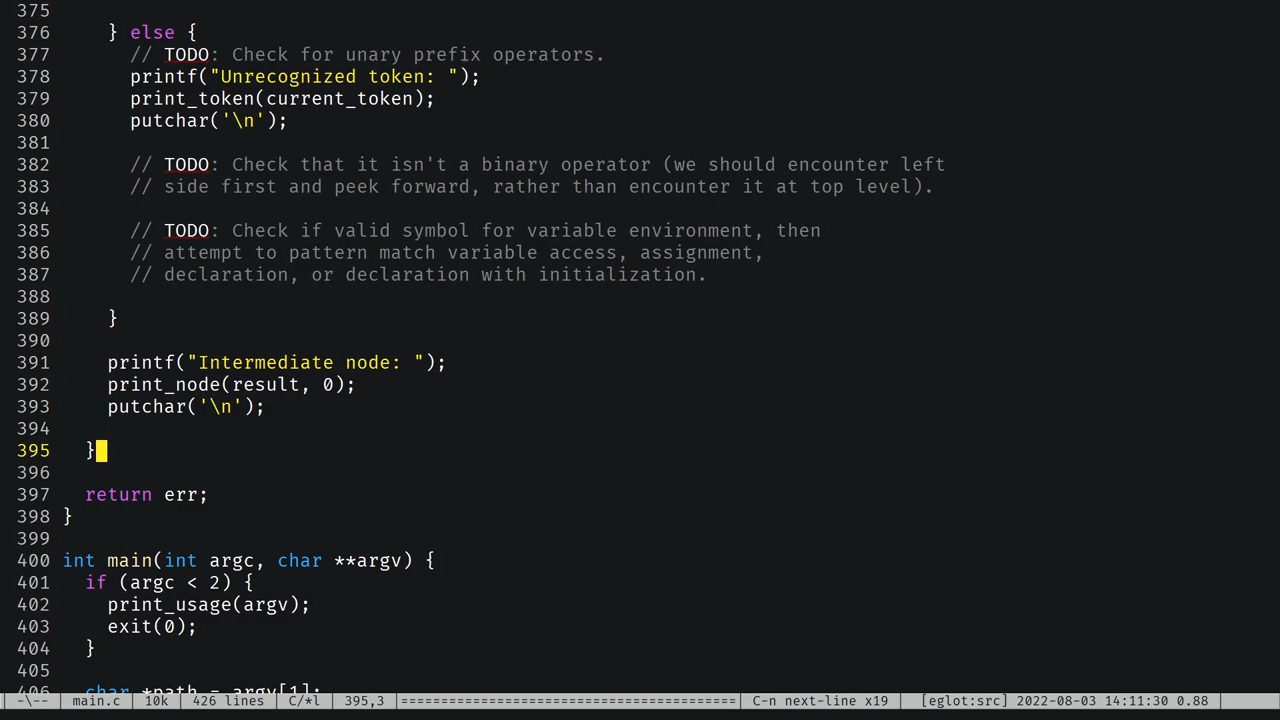 375
376     } else {
377       // TODO: Check for unary prefix operators.
378       printf("Unrecognized token: ");
379       print_token(current_token);
380       putchar('\n');
381
382       // TODO: Check that it isn't a binary operator (we should encounter left
383       // side first and peek forward, rather than encounter it at top level).
384
385       // TODO: Check if valid symbol for variable environment, then
386       // attempt to pattern match variable access, assignment,
387       // declaration, or declaration with initialization.
388
389     }
390
391     printf("Intermediate node: ");
392     print_node(result, 0);
393     putchar('\n');
394
395   }
396
397   return err;
398 }
399
400 int main(int argc, char **argv) {
401   if (argc < 2) {
402     print_usage(argv);
403     exit(0);
404   }
405
406   char *path = argv[1];
-\-- main.c 10k 426 lines C/*l 395,3 ======================================== C-n next-line x19 [eglot:src] 2022-08-03 14:11:30 0.88